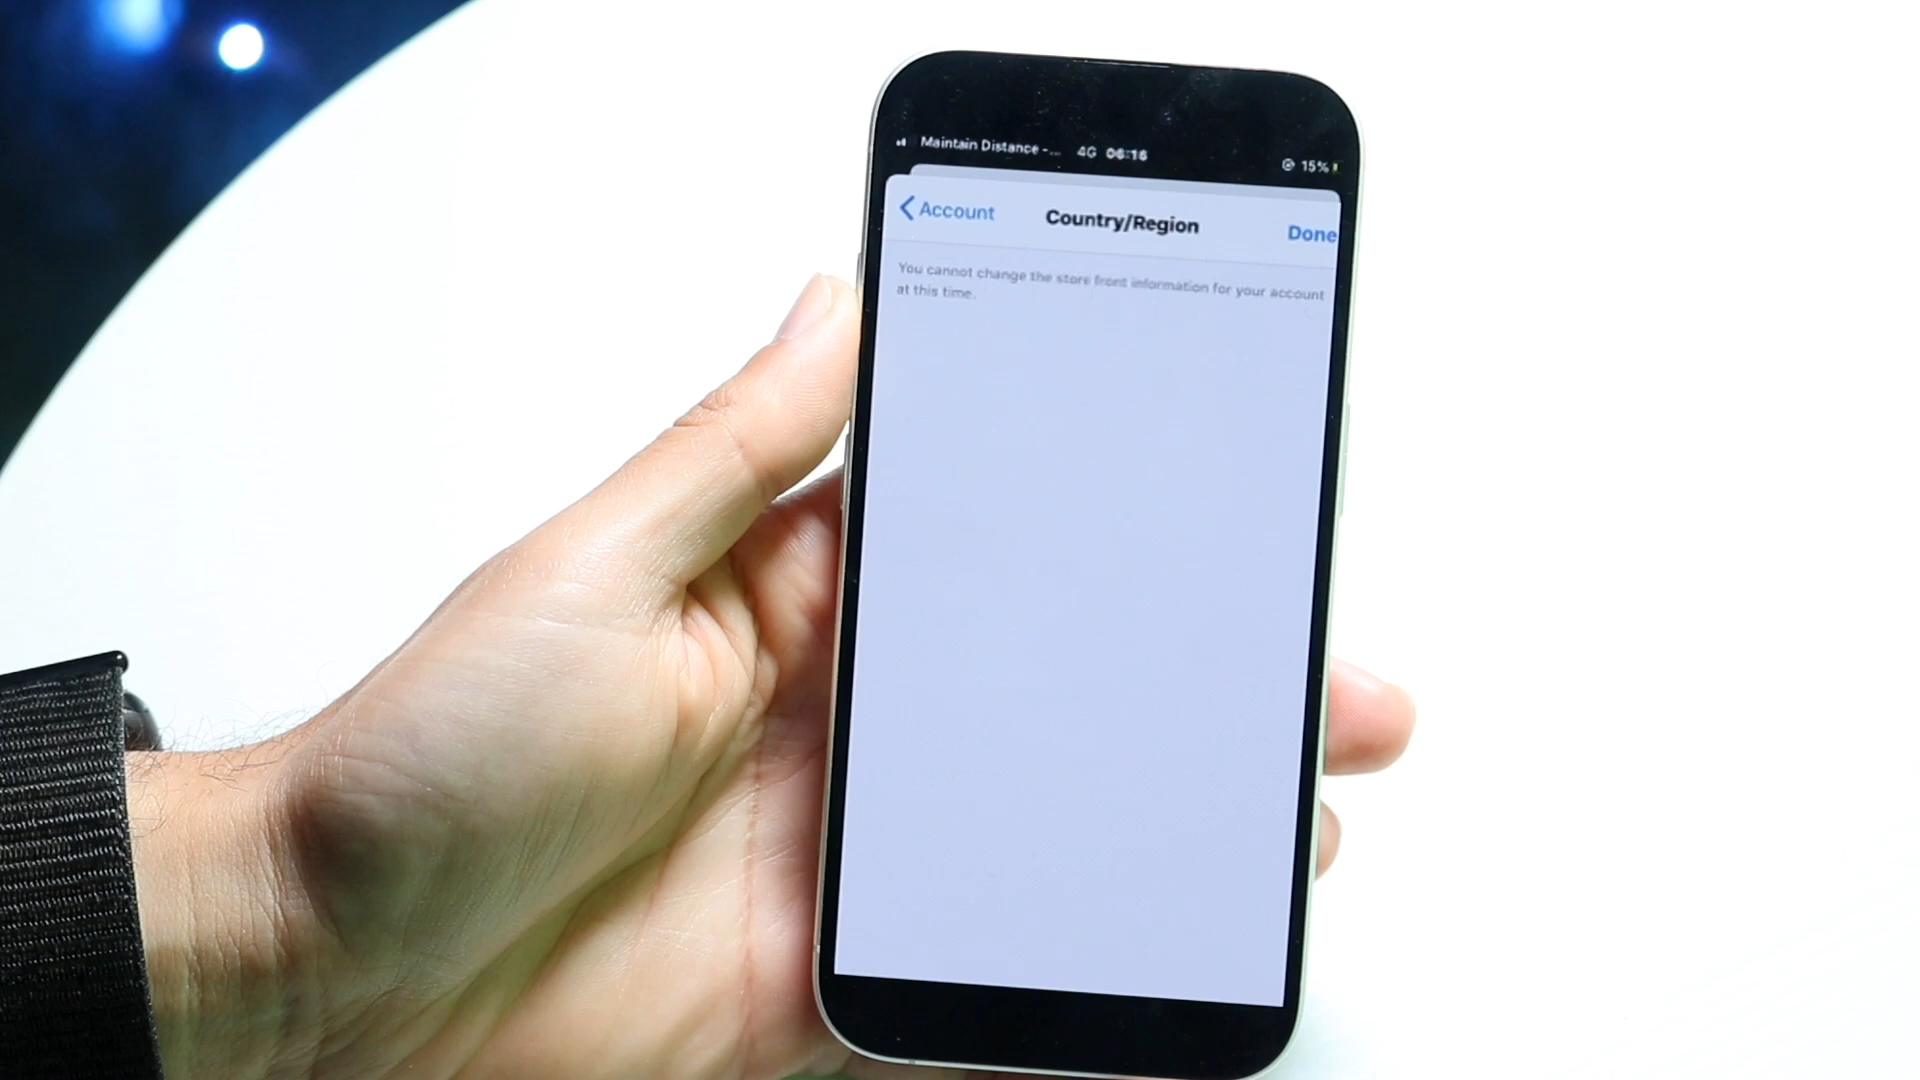 Maintain Distance -... 4G 06:16 15%
Account Country/Region Done
You cannot change the store front information for your account
at this time.